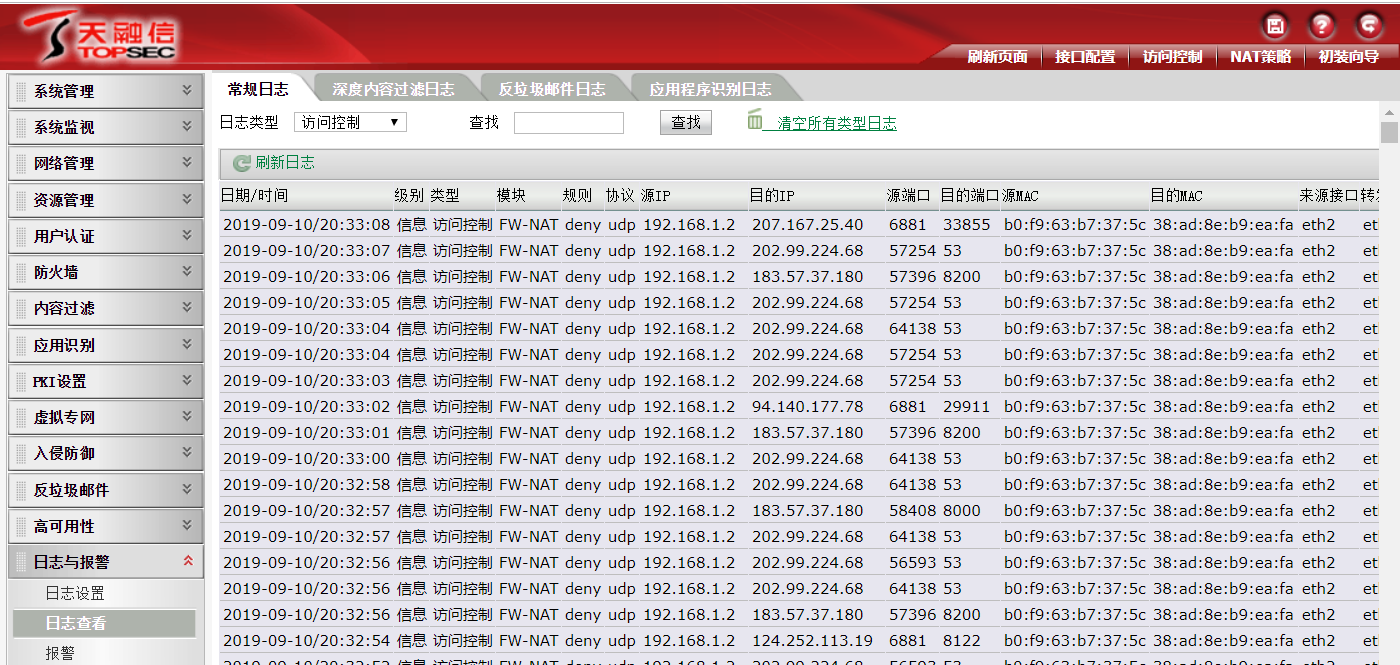 天融信
TOPSEC
刷新页面 接口配置 访问控制 NAT策略 初装向导
系统管理
系统监视
网络管理
资源管理
用户认证
防火墙
内容过滤
应用识别
PKI设置
虚拟专网
入侵防御
反垃圾邮件
高可用性
日志与报警
日志设置
日志查看
报警
常规日志 深度内容过滤日志 反垃圾邮件日志 应用程序识别日志
日志类型 访问控制 查找 查找 清空所有类型日志
刷新日志
日期/时间 级别 类型 模块 规则 协议 源IP 目的IP 源端口 目的端口 源MAC 目的MAC 来源接口 转
2019-09-10/20:33:08 信息 访问控制 FW-NAT deny udp 192.168.1.2 207.167.25.40 6881 33855 b0:f9:63:b7:37:5c 38:ad:8e:b9:ea:fa eth2 et
2019-09-10/20:33:07 信息 访问控制 FW-NAT deny udp 192.168.1.2 202.99.224.68 57254 53 b0:f9:63:b7:37:5c 38:ad:8e:b9:ea:fa eth2 et
2019-09-10/20:33:06 信息 访问控制 FW-NAT deny udp 192.168.1.2 183.57.37.180 57396 8200 b0:f9:63:b7:37:5c 38:ad:8e:b9:ea:fa eth2 et
2019-09-10/20:33:05 信息 访问控制 FW-NAT deny udp 192.168.1.2 202.99.224.68 57254 53 b0:f9:63:b7:37:5c 38:ad:8e:b9:ea:fa eth2 et
2019-09-10/20:33:04 信息 访问控制 FW-NAT deny udp 192.168.1.2 202.99.224.68 64138 53 b0:f9:63:b7:37:5c 38:ad:8e:b9:ea:fa eth2 et
2019-09-10/20:33:04 信息 访问控制 FW-NAT deny udp 192.168.1.2 202.99.224.68 57254 53 b0:f9:63:b7:37:5c 38:ad:8e:b9:ea:fa eth2 et
2019-09-10/20:33:03 信息 访问控制 FW-NAT deny udp 192.168.1.2 202.99.224.68 57254 53 b0:f9:63:b7:37:5c 38:ad:8e:b9:ea:fa eth2 et
2019-09-10/20:33:02 信息 访问控制 FW-NAT deny udp 192.168.1.2 94.140.177.78 6881 29911 b0:f9:63:b7:37:5c 38:ad:8e:b9:ea:fa eth2 et
2019-09-10/20:33:01 信息 访问控制 FW-NAT deny udp 192.168.1.2 183.57.37.180 57396 8200 b0:f9:63:b7:37:5c 38:ad:8e:b9:ea:fa eth2 et
2019-09-10/20:33:00 信息 访问控制 FW-NAT deny udp 192.168.1.2 202.99.224.68 64138 53 b0:f9:63:b7:37:5c 38:ad:8e:b9:ea:fa eth2 et
2019-09-10/20:32:58 信息 访问控制 FW-NAT deny udp 192.168.1.2 202.99.224.68 64138 53 b0:f9:63:b7:37:5c 38:ad:8e:b9:ea:fa eth2 et
2019-09-10/20:32:57 信息 访问控制 FW-NAT deny udp 192.168.1.2 183.57.37.180 58408 8000 b0:f9:63:b7:37:5c 38:ad:8e:b9:ea:fa eth2 et
2019-09-10/20:32:57 信息 访问控制 FW-NAT deny udp 192.168.1.2 202.99.224.68 64138 53 b0:f9:63:b7:37:5c 38:ad:8e:b9:ea:fa eth2 et
2019-09-10/20:32:56 信息 访问控制 FW-NAT deny udp 192.168.1.2 202.99.224.68 56593 53 b0:f9:63:b7:37:5c 38:ad:8e:b9:ea:fa eth2 et
2019-09-10/20:32:56 信息 访问控制 FW-NAT deny udp 192.168.1.2 202.99.224.68 64138 53 b0:f9:63:b7:37:5c 38:ad:8e:b9:ea:fa eth2 et
2019-09-10/20:32:56 信息 访问控制 FW-NAT deny udp 192.168.1.2 183.57.37.180 57396 8200 b0:f9:63:b7:37:5c 38:ad:8e:b9:ea:fa eth2 et
2019-09-10/20:32:54 信息 访问控制 FW-NAT deny udp 192.168.1.2 124.252.113.19 6881 8122 b0:f9:63:b7:37:5c 38:ad:8e:b9:ea:fa eth2 et